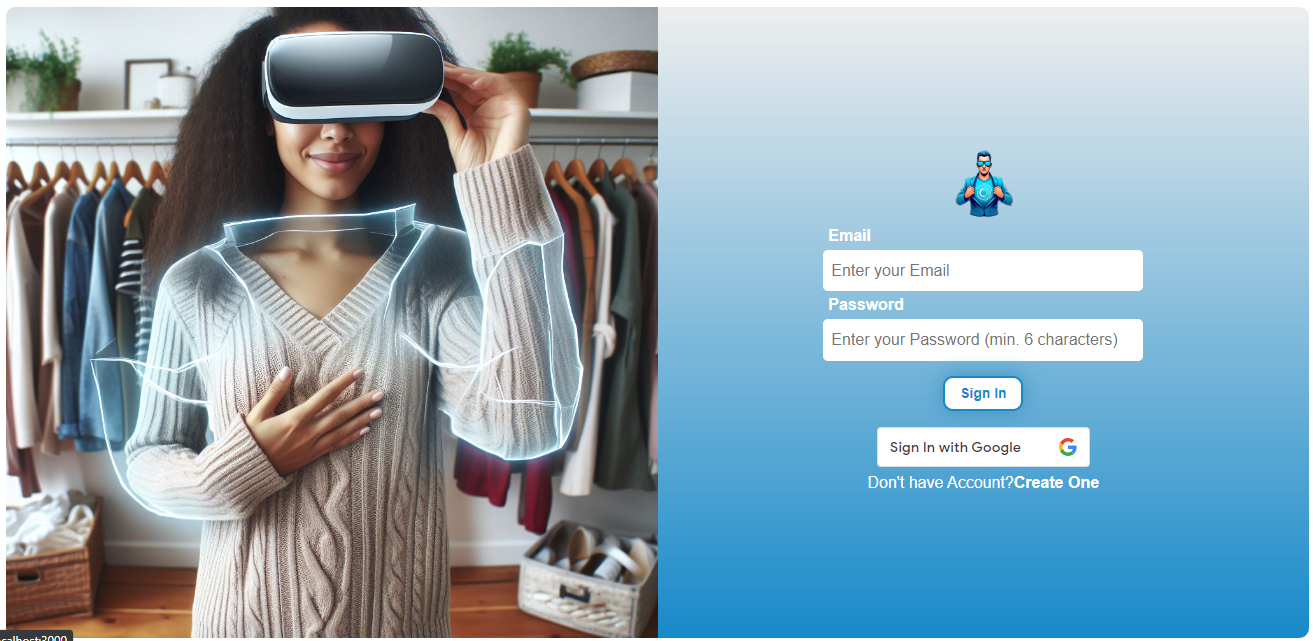 Email
Enter your Email
Password
Enter your Password (min. 6 characters)
Sign In
Sign In with Google
Don't have Account?Create One
calhost:3000